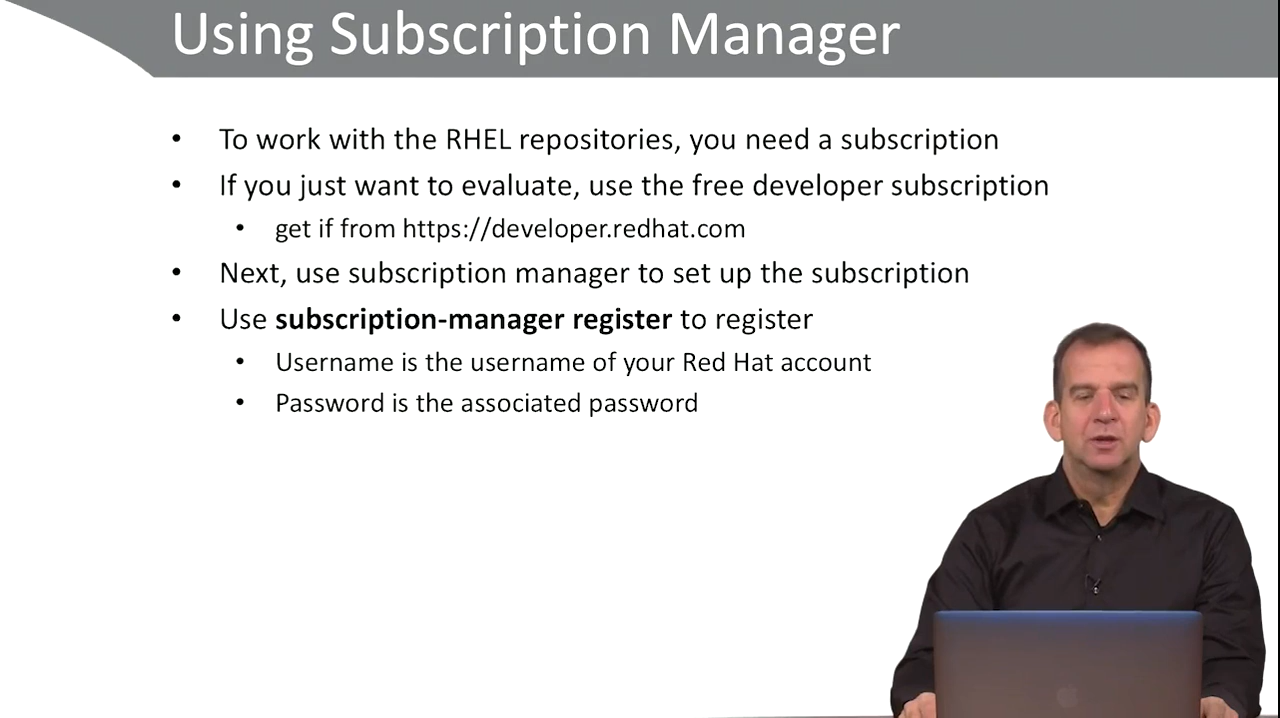 Using Subscription Manager
• To work with the RHEL repositories, you need a subscription
• If you just want to evaluate, use the free developer subscription
• get if from https://developer.redhat.com
• Next, use subscription manager to set up the subscription
• Use subscription-manager register to register
• Username is the username of your Red Hat account
• Password is the associated password